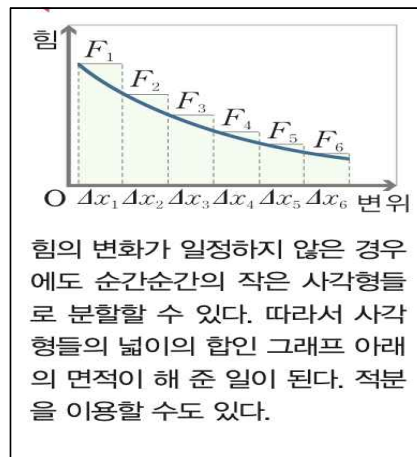 힘
F₁
F₂
F₃
F₄
F₅
F₆
O Δx₁ Δx₂ Δx₃ Δx₄ Δx₅ Δx₆ 변위
힘의 변화가 일정하지 않은 경우
에도 순간순간의 작은 사각형들
로 분할할 수 있다. 따라서 사각
형들의 넓이의 합인 그래프 아래
의 면적이 해 준 일이 된다. 적분
을 이용할 수도 있다.